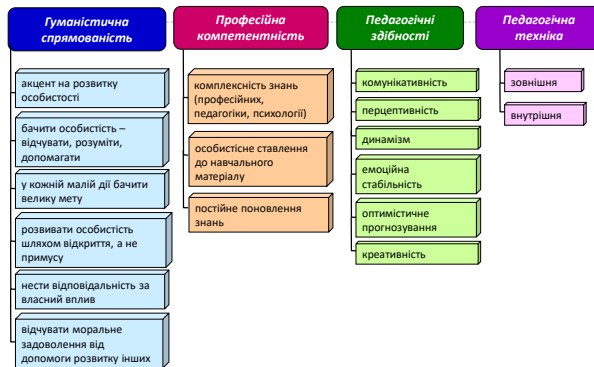 Гуманістична
спрямованість
акцент на розвитку
особистості
бачити особистість –
відчувати, розуміти,
допомагати
у кожній малій дії бачити
велику мету
розвивати особистість
шляхом відкриття, а не
примусу
нести відповідальність за
власний вплив
відчувати моральне
задоволення від
допомоги розвитку інших
Професійна
компетентність
комплексність знань
(професійних,
педагогіки, психології)
особистісне ставлення
до навчального
матеріалу
постійне поновлення
знань
Педагогічні
здібності
комунікативність
перцептивність
динамізм
емоційна
стабільність
оптимістичне
прогнозування
креативність
Педагогічна
техніка
зовнішня
внутрішня